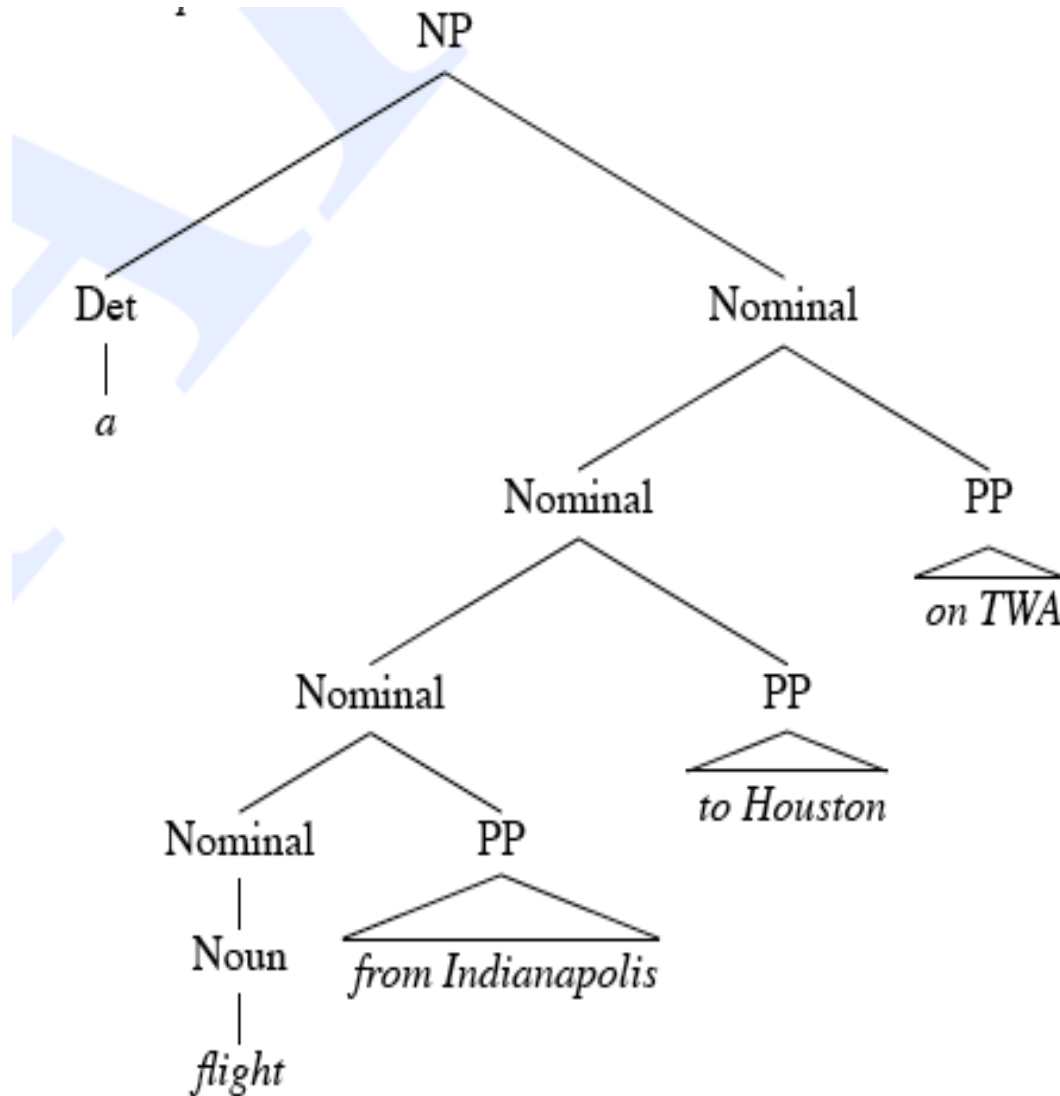 NP
Det
Nominal
a
Nominal
PP
on TWA
Nominal
PP
to Houston
Nominal
PP
Noun
from Indianapolis
flight